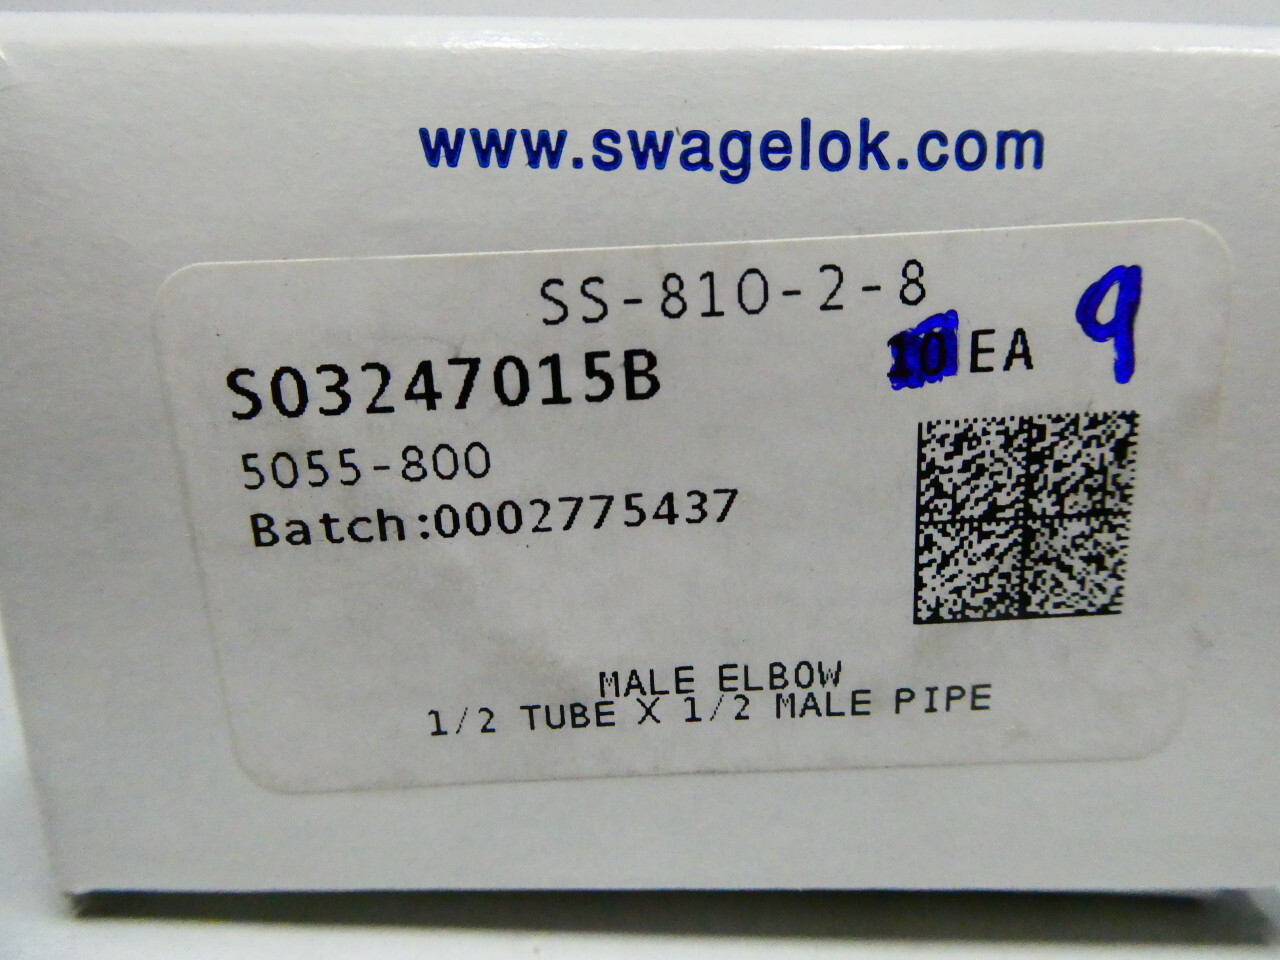 www.swagelok.com
SS-810-2-8
10 EA 9
S03247015B
5055-800
Batch:0002775437
MALE ELBOW
1/2 TUBE X 1/2 MALE PIPE